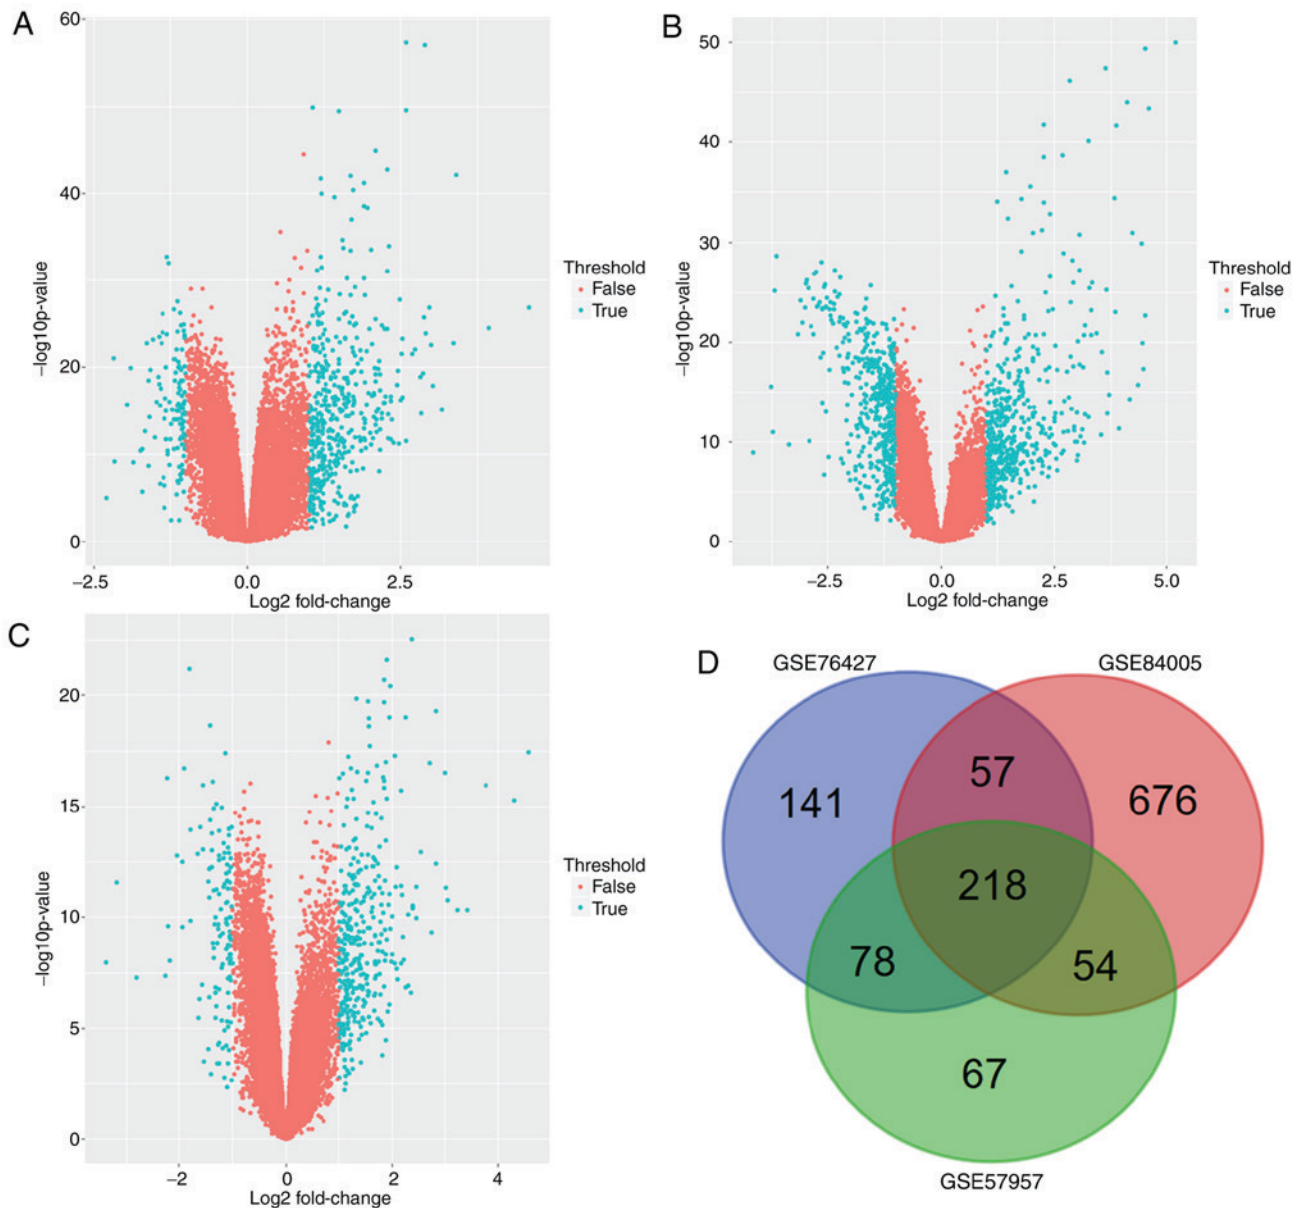 A
60
40
20
0
−log10p-value
−2.5
0.0
2.5
Log2 fold-change
Threshold
False
True
B
50
40
30
20
10
0
−log10p-value
−2.5
0.0
2.5
5.0
Log2 fold-change
Threshold
False
True
C
20
15
10
5
0
−log10p-value
−2
0
2
4
Log2 fold-change
Threshold
False
True
D
GSE76427
GSE84005
57
141
676
218
78
54
67
GSE57957